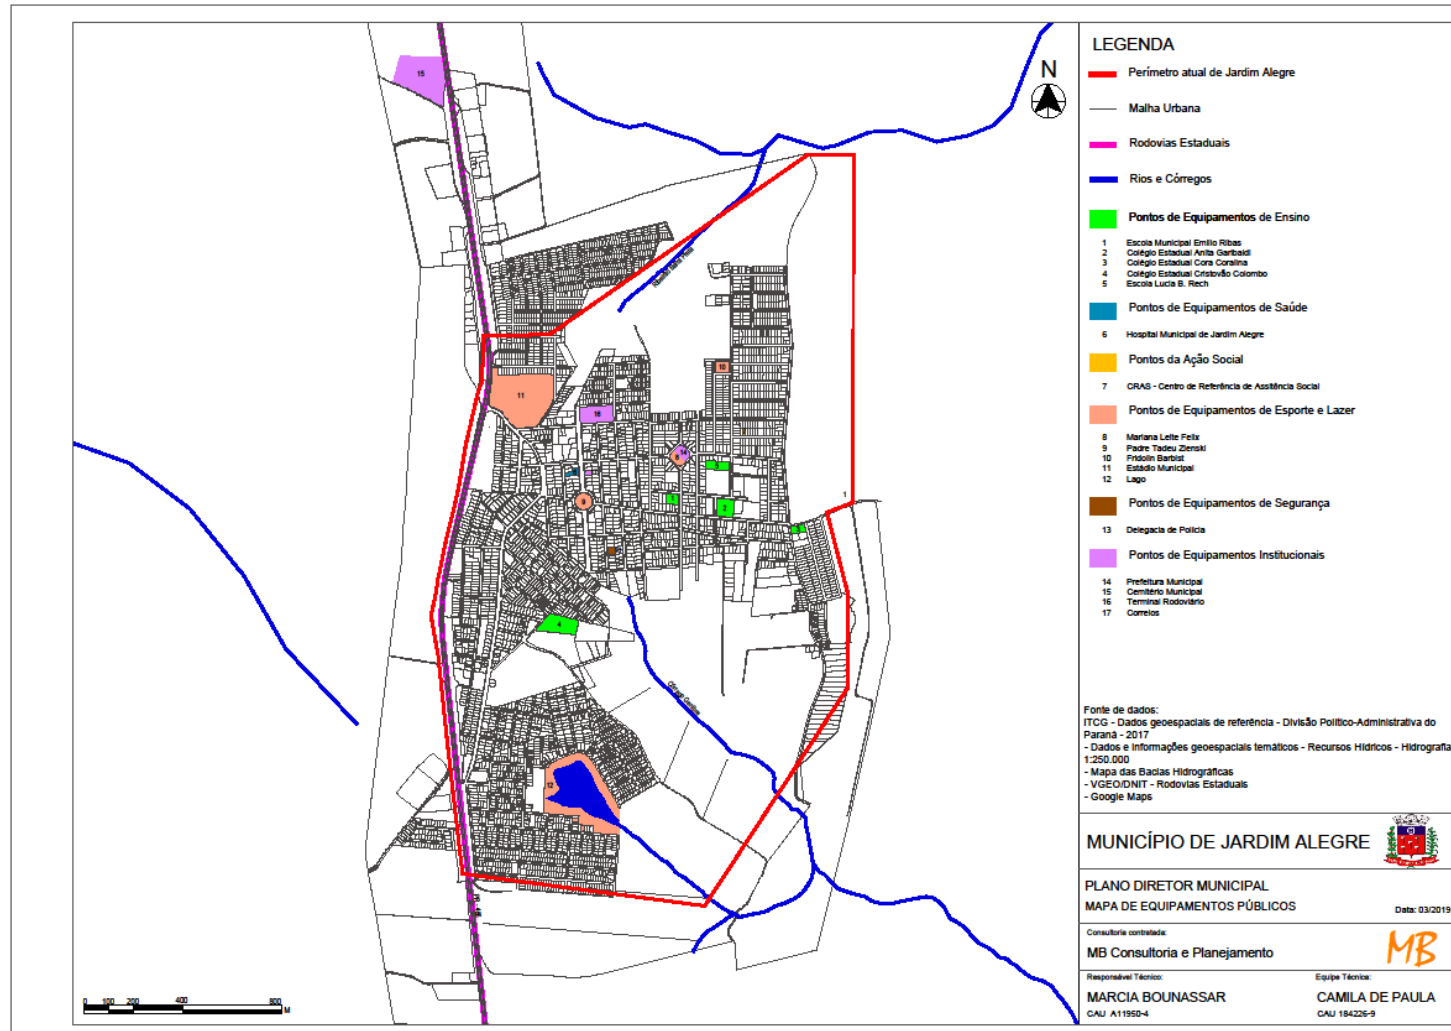 15
N
11
10
16
14
8
5
6
9
1
2
3
1
13
4
12
Córrego
0 100 200 400 800
M
LEGENDA
Perímetro atual de Jardim Alegre
Malha Urbana
Rodovias Estaduais
Rios e Córregos
Pontos de Equipamentos de Ensino
1 Escola Municipal Emilio Ribas
2 Colégio Estadual Anita Garibaldi
3 Colégio Estadual Cora Coralina
4 Colégio Estadual Cristovão Colombo
5 Escola Lucia B. Rech
Pontos de Equipamentos de Saúde
6 Hospital Municipal de Jardim Alegre
Pontos da Ação Social
7 CRAS - Centro de Referência de Assitência Social
Pontos de Equipamentos de Esporte e Lazer
8 Mariana Leite Felix
9 Padre Tadeu Zienski
10 Fridolin Barbist
11 Estádio Municipal
12 Lago
Pontos de Equipamentos de Segurança
13 Delegacia de Polícia
Pontos de Equipamentos Institucionais
14 Prefeitura Municipal
15 Cemitério Municipal
16 Terminal Rodoviário
17 Correios
Fonte de dados:
ITCG - Dados geoespaciais de referência - Divisão Político-Administrativa do
Paraná - 2017
- Dados e Informações geoespaciais temáticos - Recursos Hídricos - Hidrografia
1:250.000
- Mapa das Bacias Hidrográficas
- VGEO/DNIT - Rodovias Estaduais
- Google Maps
MUNICÍPIO DE JARDIM ALEGRE
PLANO DIRETOR MUNICIPAL
MAPA DE EQUIPAMENTOS PÚBLICOS
Data: 03/2019
Consultoria contratada:
MB Consultoria e Planejamento
MB
Responsável Técnico:
MARCIA BOUNASSAR
CAU A11950-4
Equipe Técnica:
CAMILA DE PAULA
CAU 184226-9